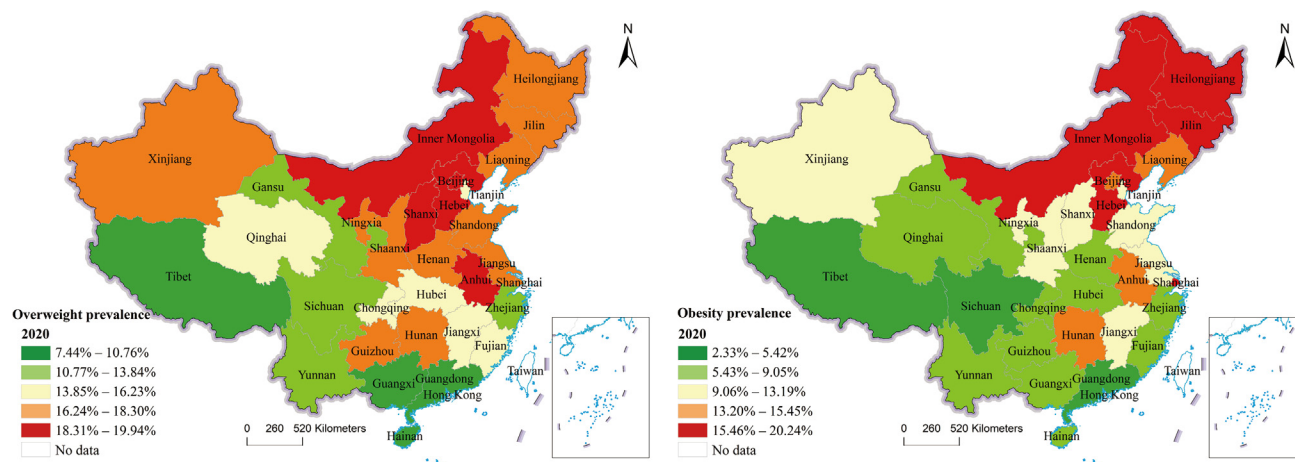 N
Heilongjiang
Jilin
Liaoning
Inner Mongolia
Xinjiang
Gansu
Beijing
Tianjin
Hebei
Shanxi
Ningxia
Shandong
Qinghai
Shaanxi
Henan
Jiangsu
Anhui
Shanghai
Tibet
Sichuan
Chongqing
Hubei
Zhejiang
Jiangxi
Hunan
Fujian
Guizhou
Yunnan
Guangxi
Guangdong
Hong Kong
Taiwan
Hainan
Overweight prevalence
2020
7.44% – 10.76%
10.77% – 13.84%
13.85% – 16.23%
16.24% – 18.30%
18.31% – 19.94%
No data
0 260 520 Kilometers
N
Heilongjiang
Jilin
Liaoning
Inner Mongolia
Xinjiang
Gansu
Beijing
Tianjin
Hebei
Shanxi
Ningxia
Shandong
Qinghai
Shaanxi
Henan
Jiangsu
Anhui
Shanghai
Tibet
Sichuan
Chongqing
Hubei
Zhejiang
Jiangxi
Hunan
Fujian
Guizhou
Yunnan
Guangxi
Guangdong
Hong Kong
Taiwan
Hainan
Obesity prevalence
2020
2.33% – 5.42%
5.43% – 9.05%
9.06% – 13.19%
13.20% – 15.45%
15.46% – 20.24%
No data
0 260 520 Kilometers